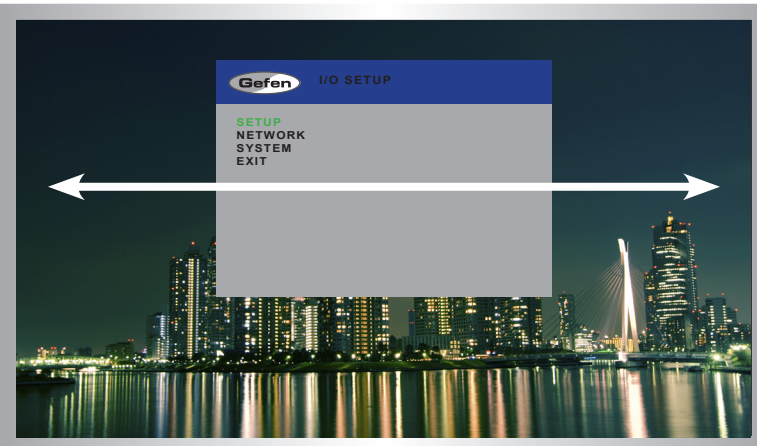 Gefen
I/O SETUP
SETUP
NETWORK
SYSTEM
EXIT